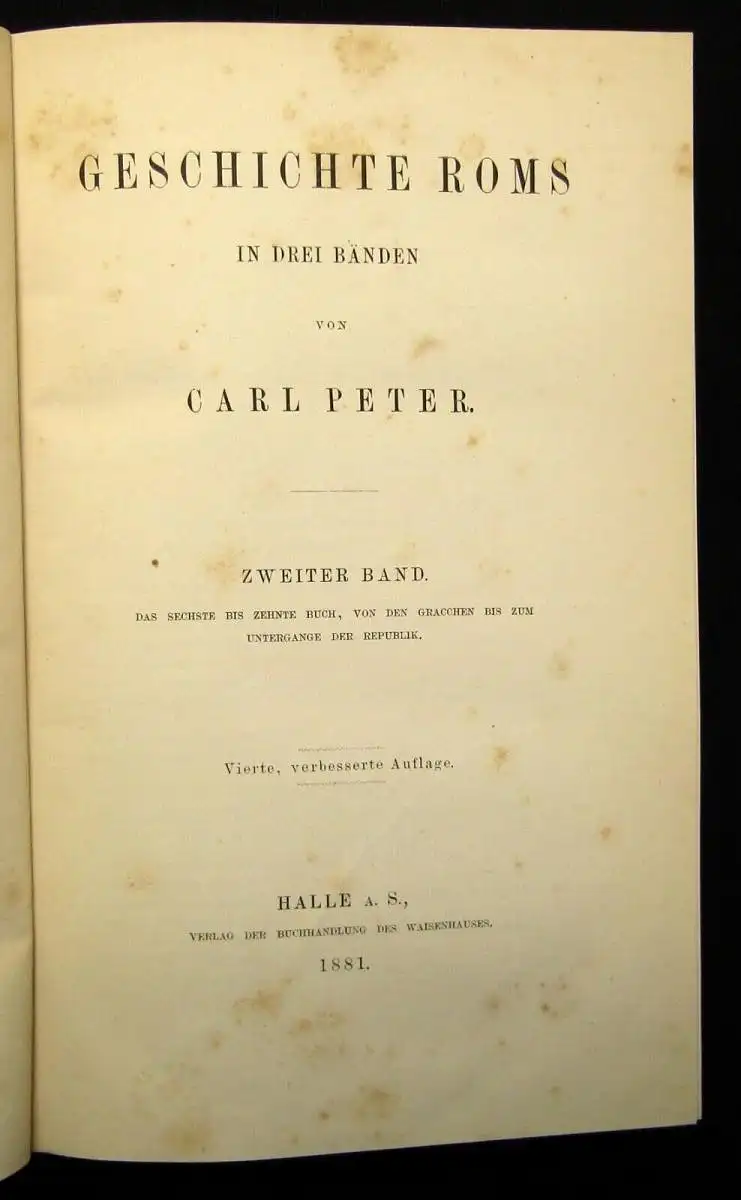 GESCHICHTE ROMS
IN DREI BÄNDEN
VON
CARL PETER.
ZWEITER BAND.
DAS SECHSTE BIS ZEHNTE BUCH, VON DEN GRACCHEN BIS ZUM
UNTERGANGE DER REPUBLIK.
Vierte, verbesserte Auflage.
HALLE A. S.,
VERLAG DER BUCHHANDLUNG DES WAISENHAUSES.
1881.